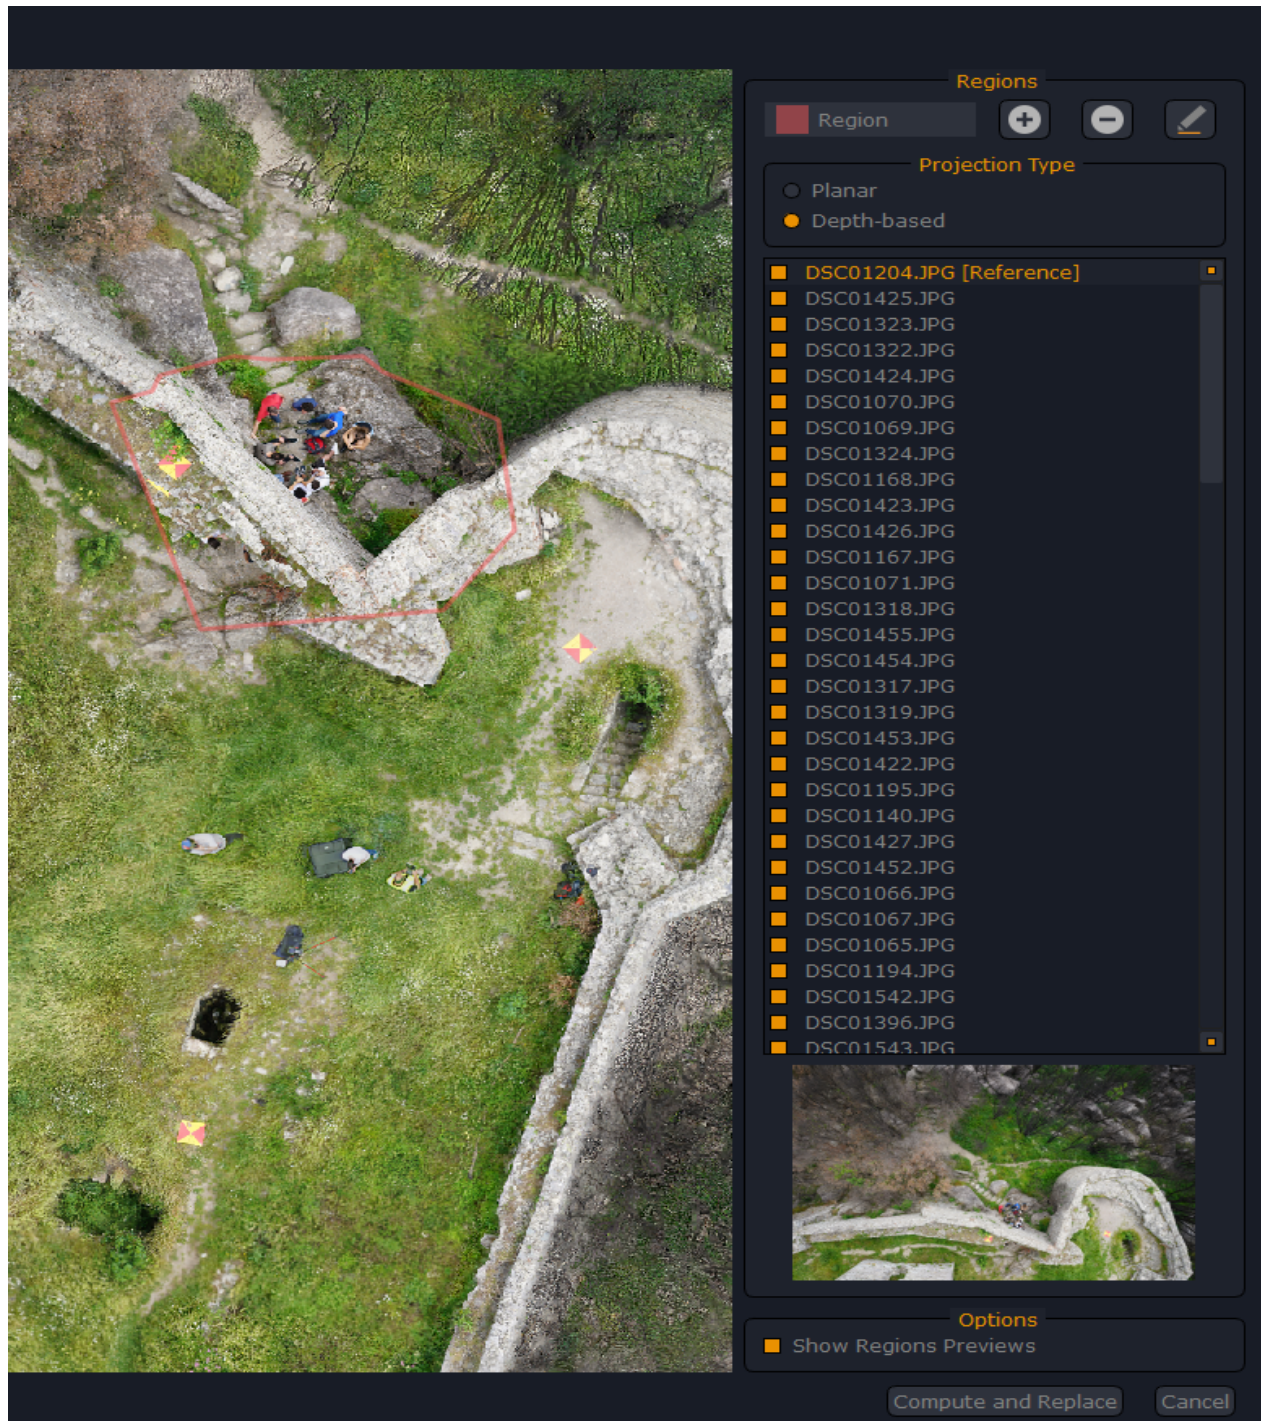 Regions
Region
Projection Type
Planar
Depth-based
DSC01204.JPG [Reference]
DSC01425.JPG
DSC01323.JPG
DSC01322.JPG
DSC01424.JPG
DSC01070.JPG
DSC01069.JPG
DSC01324.JPG
DSC01168.JPG
DSC01423.JPG
DSC01426.JPG
DSC01167.JPG
DSC01071.JPG
DSC01318.JPG
DSC01455.JPG
DSC01454.JPG
DSC01317.JPG
DSC01319.JPG
DSC01453.JPG
DSC01422.JPG
DSC01195.JPG
DSC01140.JPG
DSC01427.JPG
DSC01452.JPG
DSC01066.JPG
DSC01067.JPG
DSC01065.JPG
DSC01194.JPG
DSC01542.JPG
DSC01396.JPG
DSC01543.JPG
Options
Show Regions Previews
Compute and Replace
Cancel